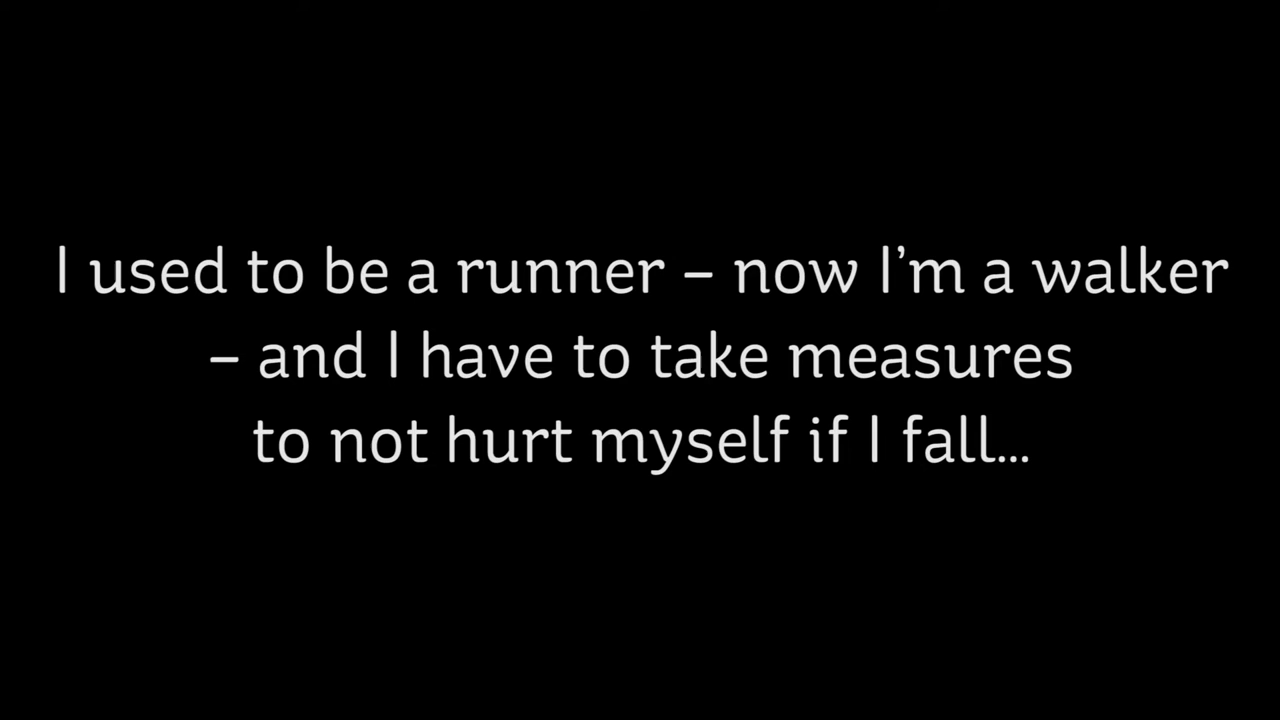 I used to be a runner – now I’m a walker
– and I have to take measures
to not hurt myself if I fall...